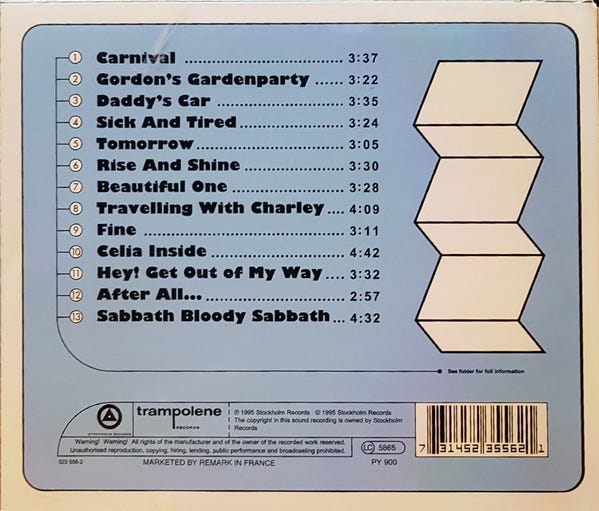 1 Carnival ........ 3:37
2 Gordon's Gardenparty ...... 3:22
3 Daddy's Car ........ 3:35
4 Sick And Tired ........ 3:24
5 Tomorrow ........ 3:05
6 Rise And Shine ........ 3:30
7 Beautiful One ........ 3:28
8 Travelling With Charley .... 4:09
9 Fine ........ 3:11
10 Celia Inside ........ 4:42
11 Hey! Get Out of My Way .... 3:32
12 After All... ........ 2:57
13 Sabbath Bloody Sabbath ... 4:32
See folder for full information
STOCKHOLM RECORDS
trampolene
RECORDS
℗ 1995 Stockholm Records © 1995 Stockholm Records
The copyright in this sound recording is owned by Stockholm
Records
Warning! Warning! All rights of the manufacturer and of the owner of the recorded work reserved.
Unauthorised reproduction, copying, hiring, lending, public performance and broadcasting prohibited.
LC 5865
523 556-2
MARKETED BY REMARK IN FRANCE
PY 900
7 31452 35562 1